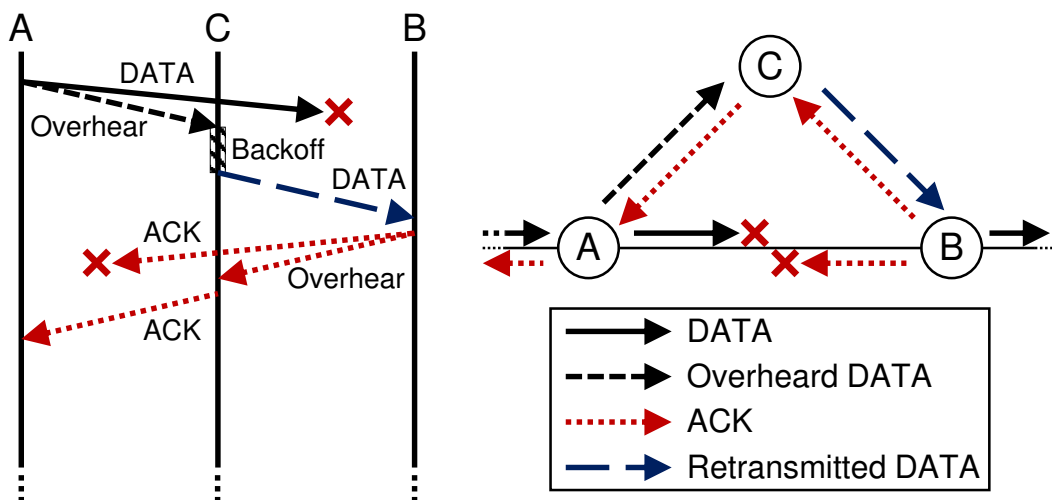 A
C
B
DATA
Overhear
Backoff
DATA
ACK
Overhear
ACK
C
A
B
DATA
Overheard DATA
ACK
Retransmitted DATA